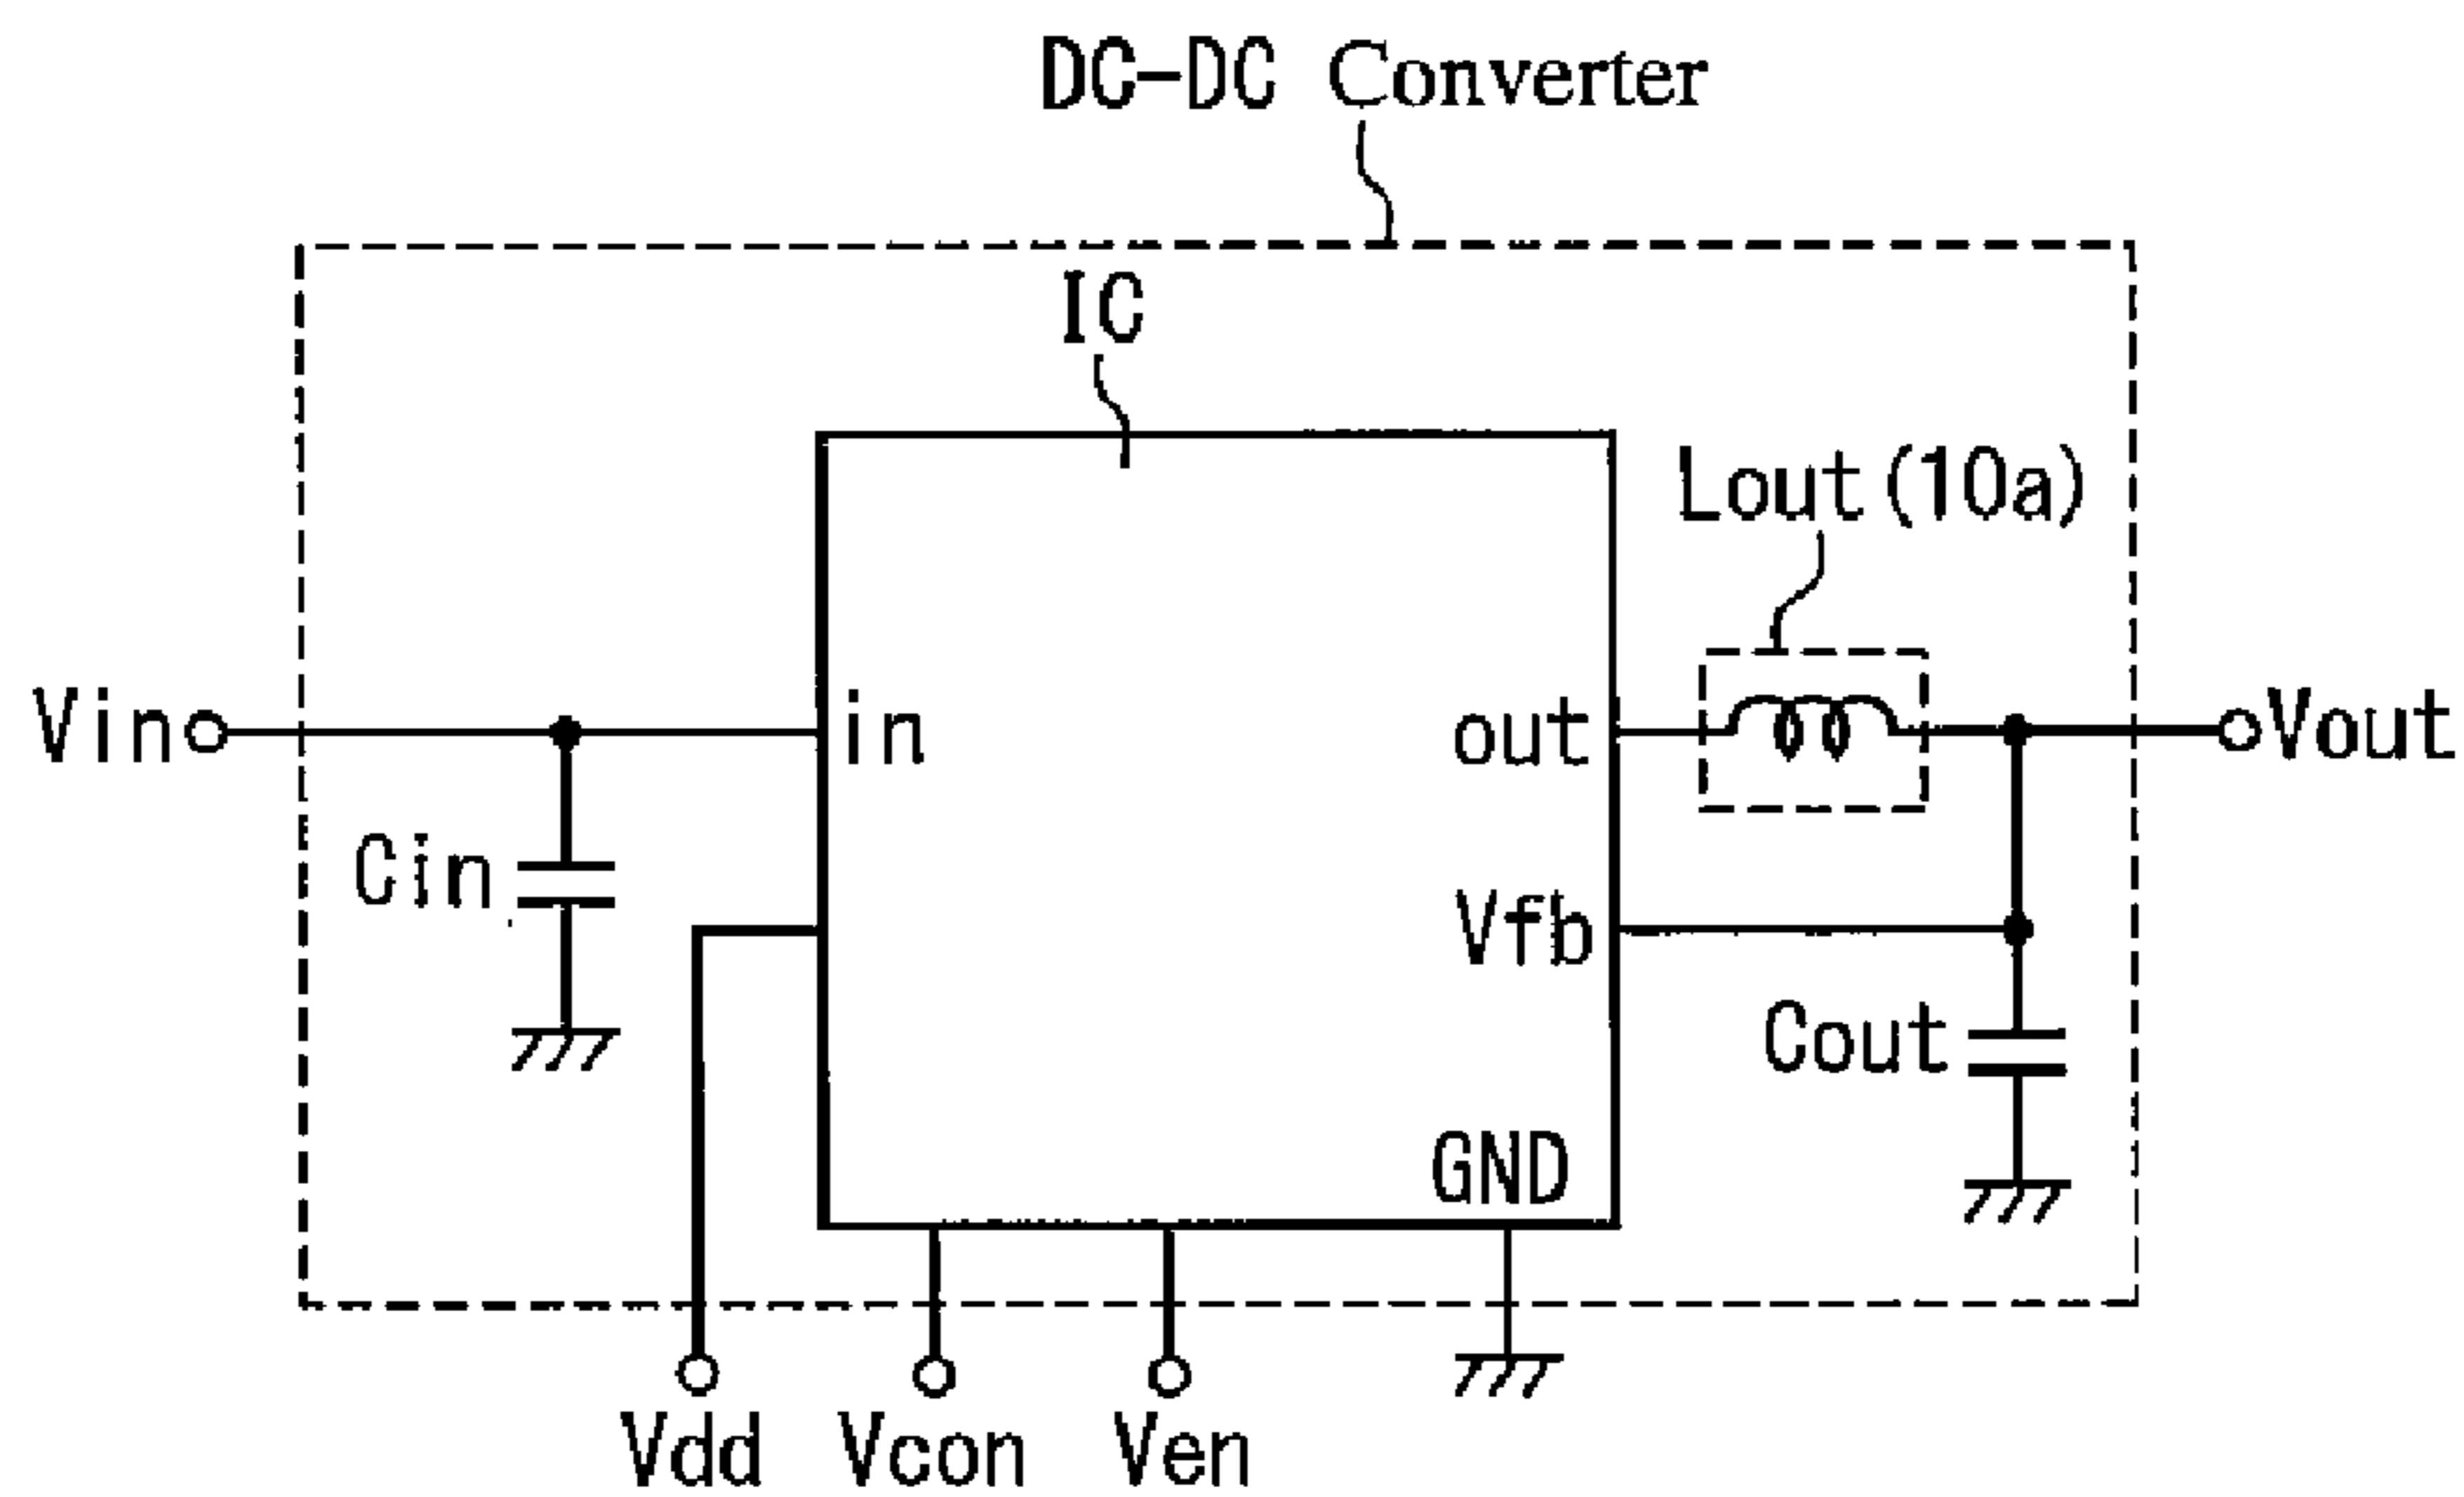 DC-DC Converter
IC
Lout(10a)
Vin
in
out
Vout
Cin
Vfb
Cout
GND
Vdd
Vcon
Ven